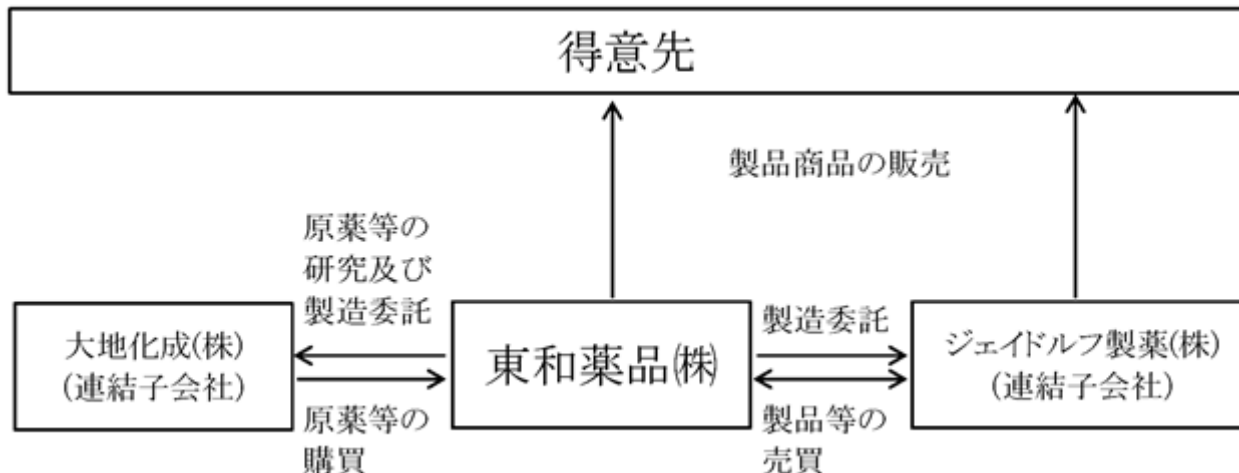 得意先
製品商品の販売
原薬等の
研究及び
製造委託
製造委託
大地化成(株)
(連結子会社)
東和薬品㈱
ジェイドルフ製薬(株)
(連結子会社)
原薬等の
購買
製品等の
売買